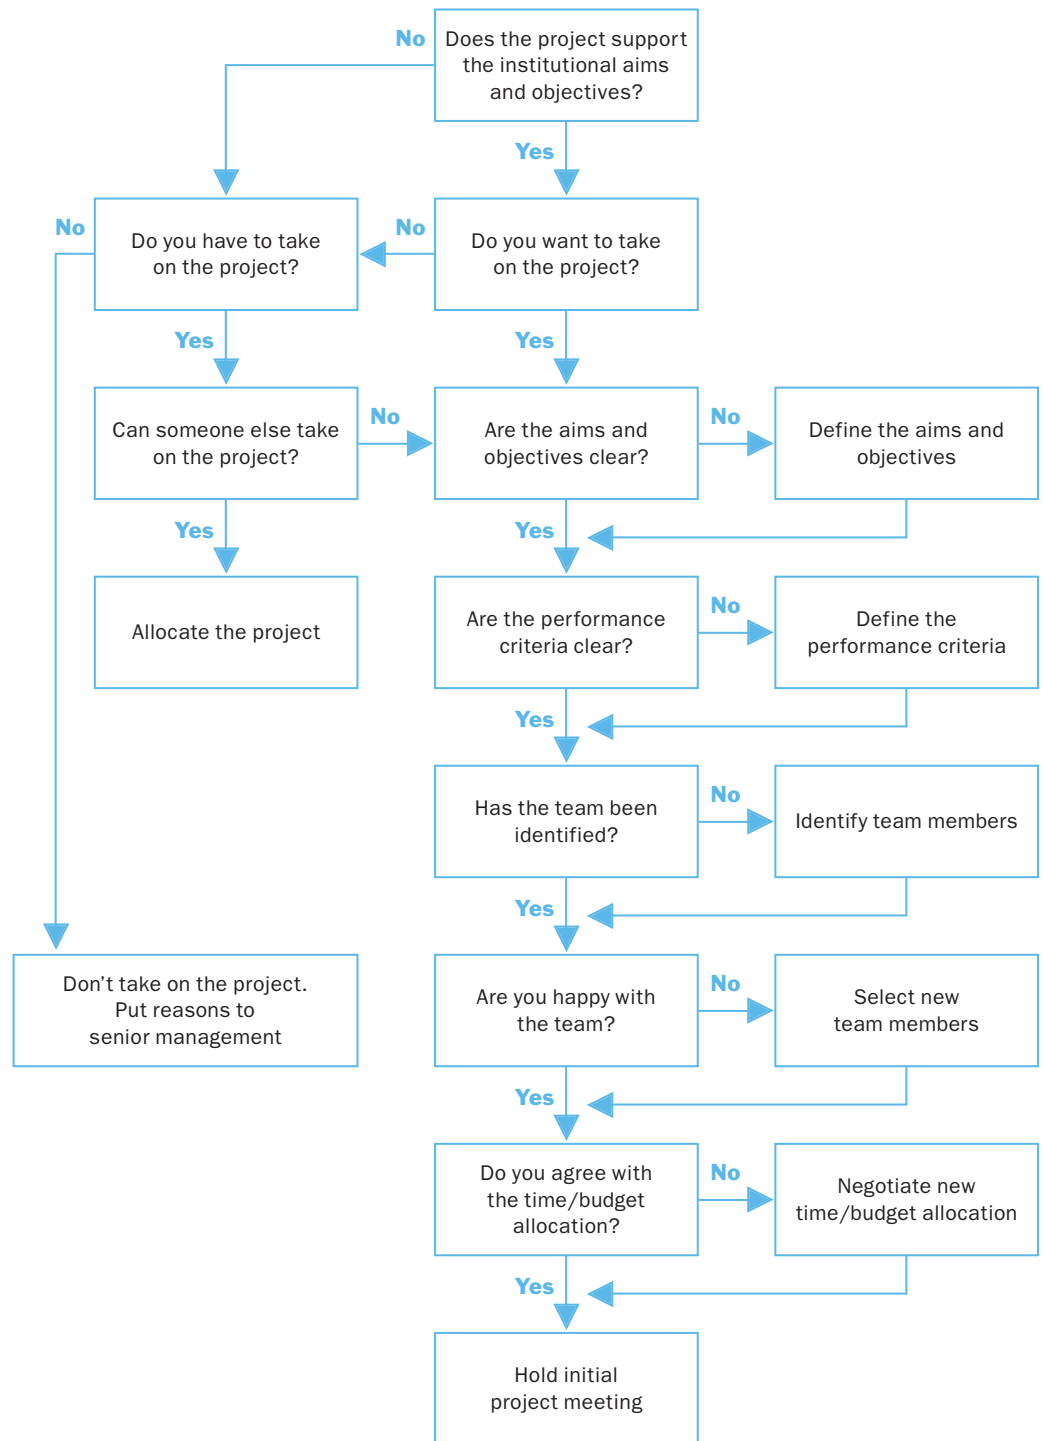 No
Does the project support
the institutional aims
and objectives?
Yes
No
Do you have to take
on the project?
No
Do you want to take
on the project?
Yes
Yes
Can someone else take
on the project?
No
Are the aims and
objectives clear?
No
Define the aims and
objectives
Yes
Yes
Allocate the project
Are the performance
criteria clear?
No
Define the
performance criteria
Yes
Has the team been
identified?
No
Identify team members
Yes
Don’t take on the project.
Put reasons to
senior management
Are you happy with
the team?
No
Select new
team members
Yes
Do you agree with
the time/budget
allocation?
No
Negotiate new
time/budget allocation
Yes
Hold initial
project meeting